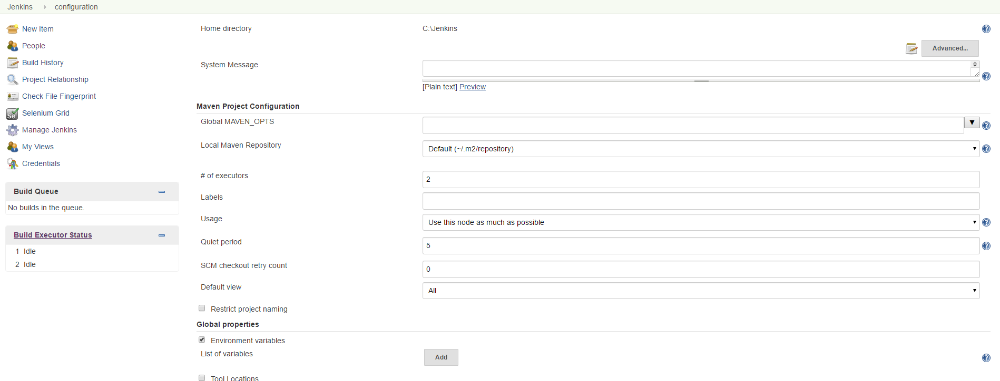 Jenkins configuration
New Item
People
Build History
Project Relationship
Check File Fingerprint
Selenium Grid
Manage Jenkins
My Views
Credentials
Build Queue
No builds in the queue.
Build Executor Status
1 Idle
2 Idle
Home directory C:\Jenkins
Advanced...
System Message
[Plain text] Preview
Maven Project Configuration
Global MAVEN_OPTS
Local Maven Repository Default (~/.m2/repository)
# of executors 2
Labels
Usage Use this node as much as possible
Quiet period 5
SCM checkout retry count 0
Default view All
Restrict project naming
Global properties
Environment variables
List of variables Add
Tool Locations